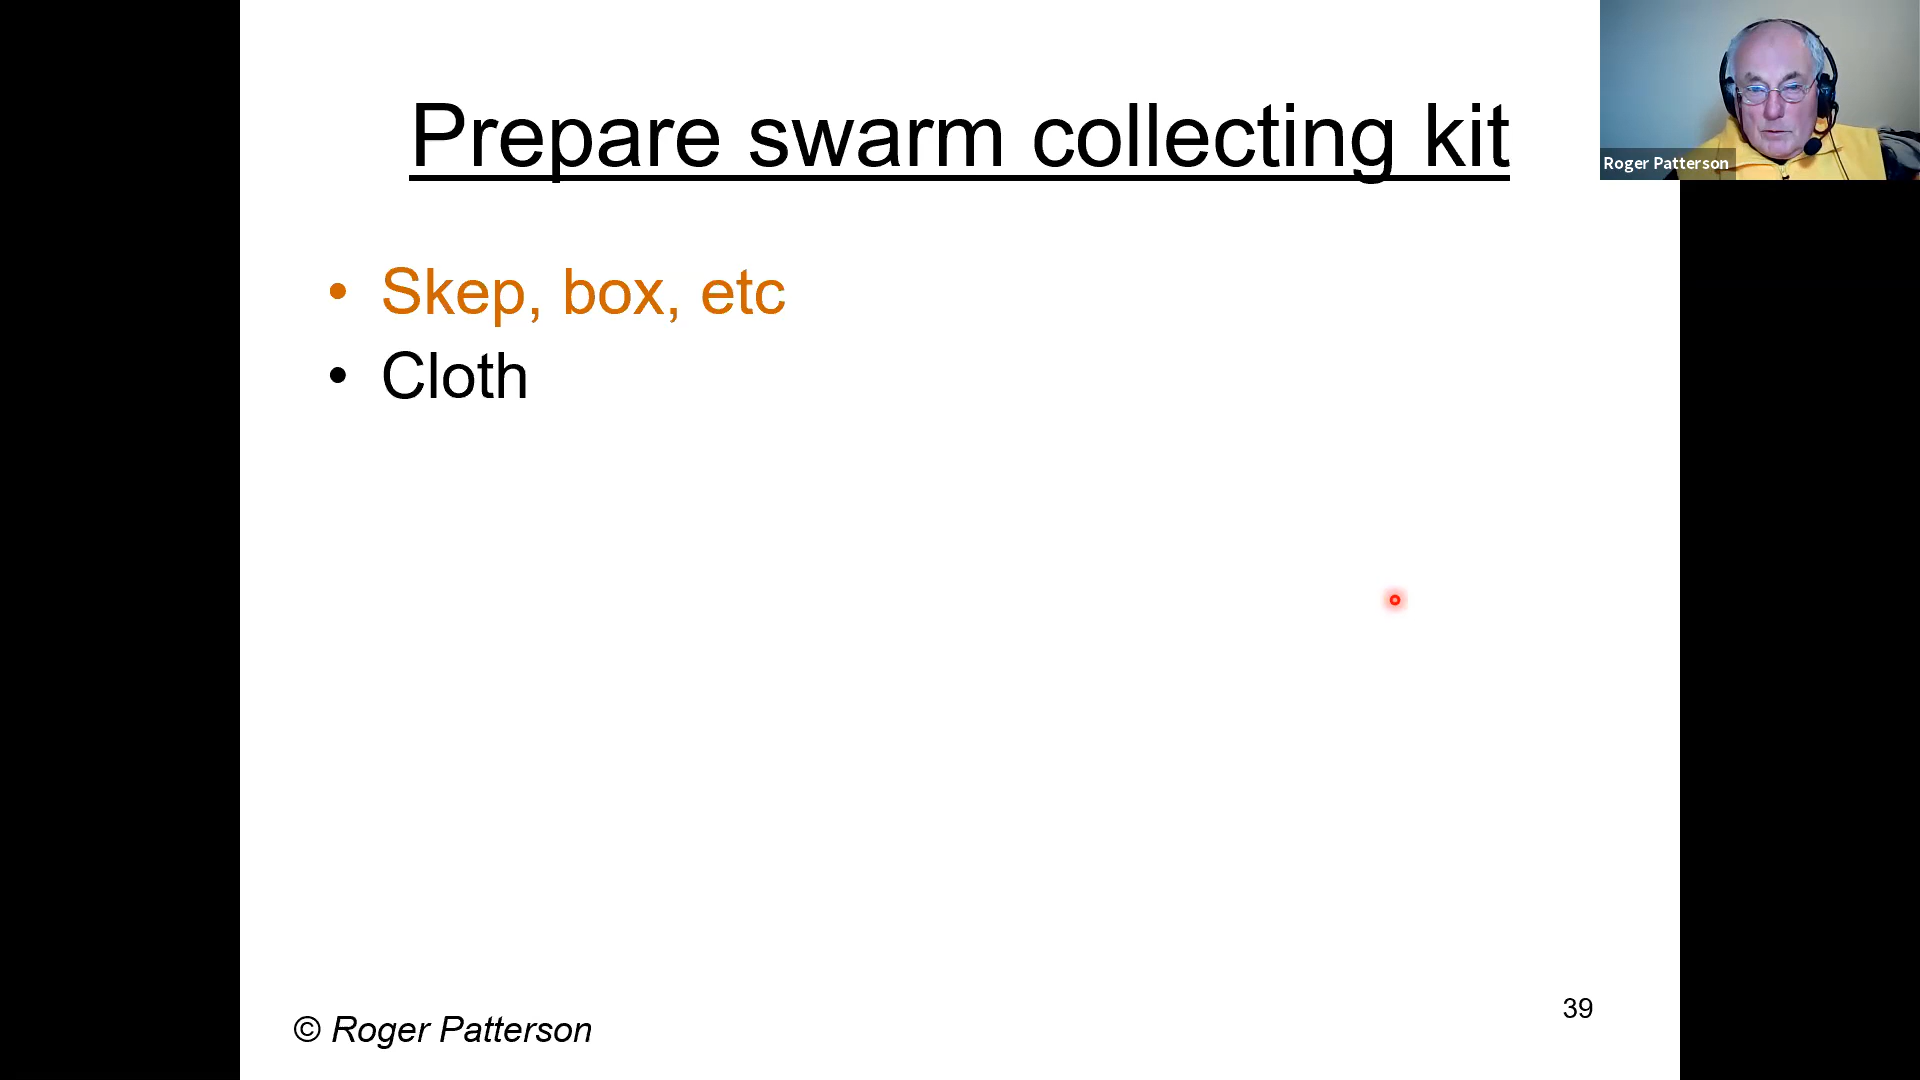 Prepare swarm collecting kit
Roger Patterson
• Skep, box, etc
• Cloth
39
© Roger Patterson